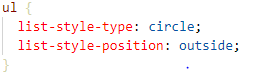 ul {
list-style-type: circle;
list-style-position: outside;
}